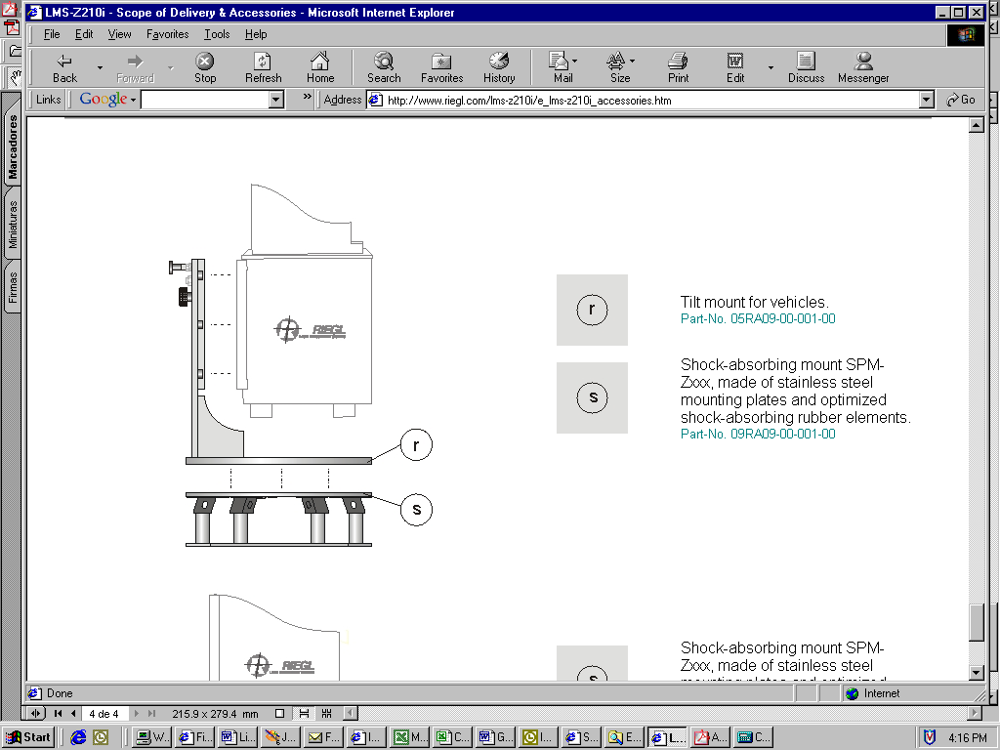 LMS-Z210i - Scope of Delivery & Accessories - Microsoft Internet Explorer
File Edit View Favorites Tools Help
Back Forward Stop Refresh Home Search Favorites History Mail Size Print Edit Discuss Messenger
Links Google » Address http://www.riegl.com/lms-z210i/e_lms-z210i_accessories.htm Go
Marcadores
Miniaturas
Firmas
RIEGL
r
s
r
Tilt mount for vehicles.
Part-No. 05RA09-00-001-00
s
Shock-absorbing mount SPM-
Zxxx, made of stainless steel
mounting plates and optimized
shock-absorbing rubber elements.
Part-No. 09RA09-00-001-00
RIEGL
s
Shock-absorbing mount SPM-
Zxxx, made of stainless steel
mounting plates and optimized
Done Internet
4 de 4 215.9 x 279.4 mm
Start W... Fi... Li... J... F... I... M... C... G... I... S... E... L... A... C... 4:16 PM